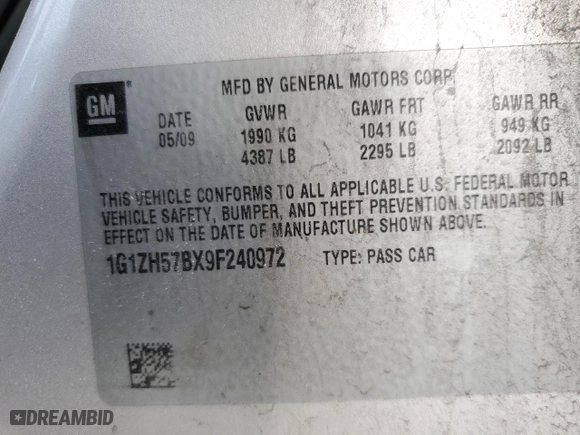 GM ®
MFD BY GENERAL MOTORS CORP.
DATE GVWR GAWR FRT GAWR RR
05/09 1990 KG 1041 KG 949 KG
4387 LB 2295 LB 2092 LB
THIS VEHICLE CONFORMS TO ALL APPLICABLE U.S. FEDERAL MOTOR
VEHICLE SAFETY, BUMPER, AND THEFT PREVENTION STANDARDS IN
EFFECT ON THE DATE OF MANUFACTURE SHOWN ABOVE.
1G1ZH57BX9F240972 TYPE: PASS CAR
DREAMBID